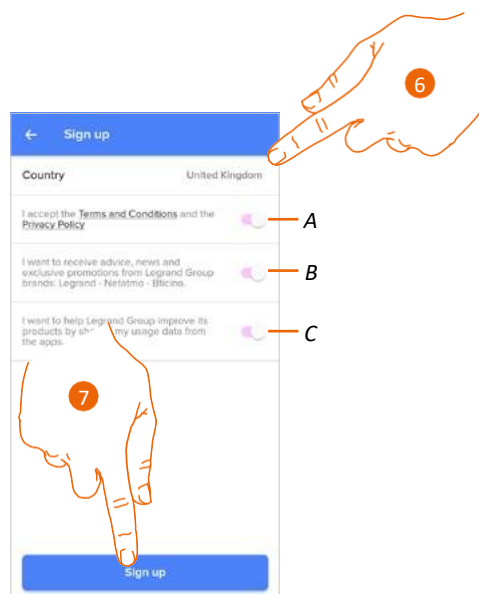 6
← Sign up
Country United Kingdom
I accept the Terms and Conditions and the
Privacy Policy
A
I want to receive advice, news and
exclusive promotions from Legrand Group
brands: Legrand - Netatmo - Bticino.
B
I want to help Legrand Group improve its
products by my usage data from
the apps.
C
7
Sign up